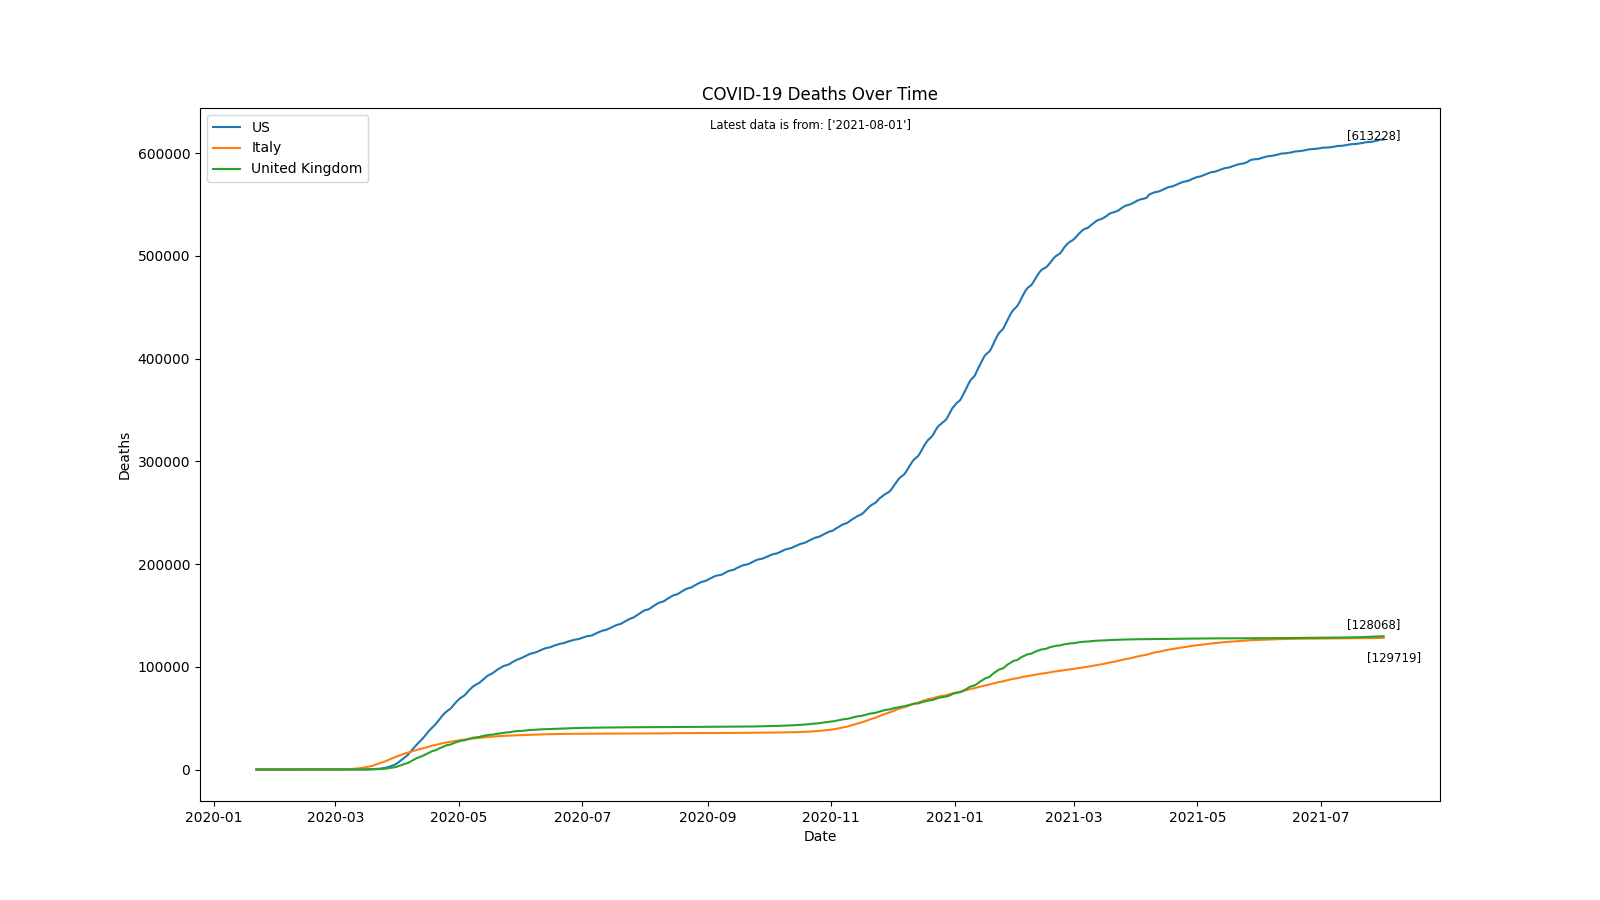 COVID-19 Deaths Over Time
Latest data is from: ['2021-08-01']
US
Italy
United Kingdom
[613228]
[128068]
[129719]
600000
500000
400000
300000
200000
100000
0
Deaths
2020-01 2020-03 2020-05 2020-07 2020-09 2020-11 2021-01 2021-03 2021-05 2021-07
Date